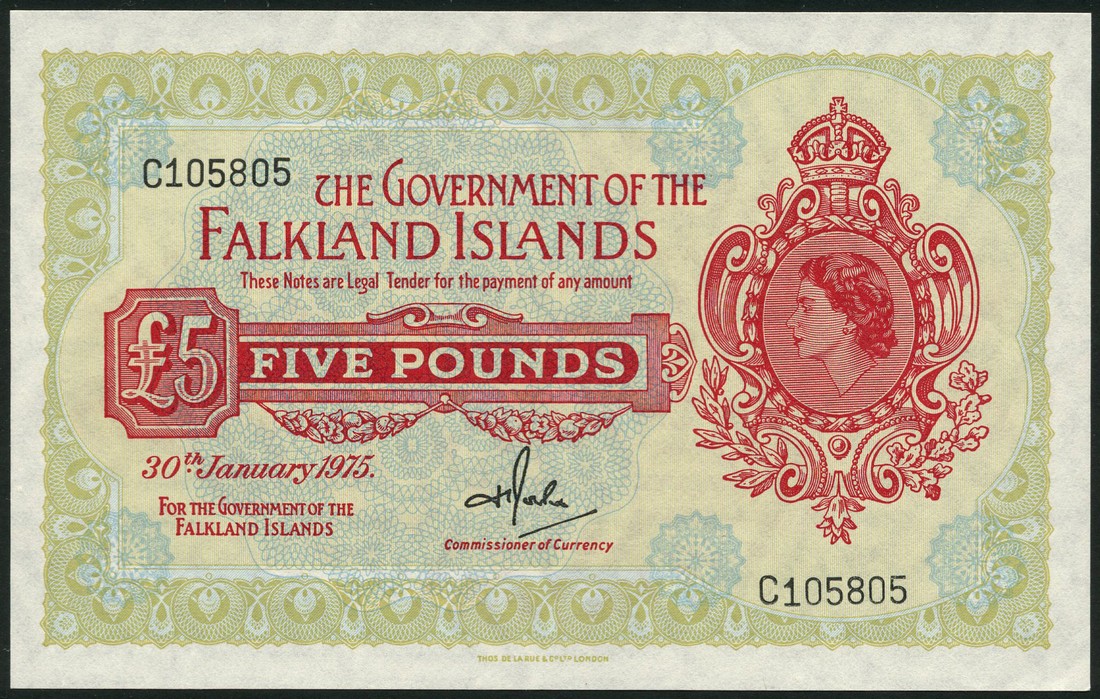 C105805
THE GOVERNMENT OF THE
FALKLAND ISLANDS
These Notes are Legal Tender for the payment of any amount
£5
FIVE POUNDS
30th January 1975.
FOR THE GOVERNMENT OF THE
FALKLAND ISLANDS
Commissioner of Currency
C105805
THOS. DE LA RUE & CO. LTD. LONDON